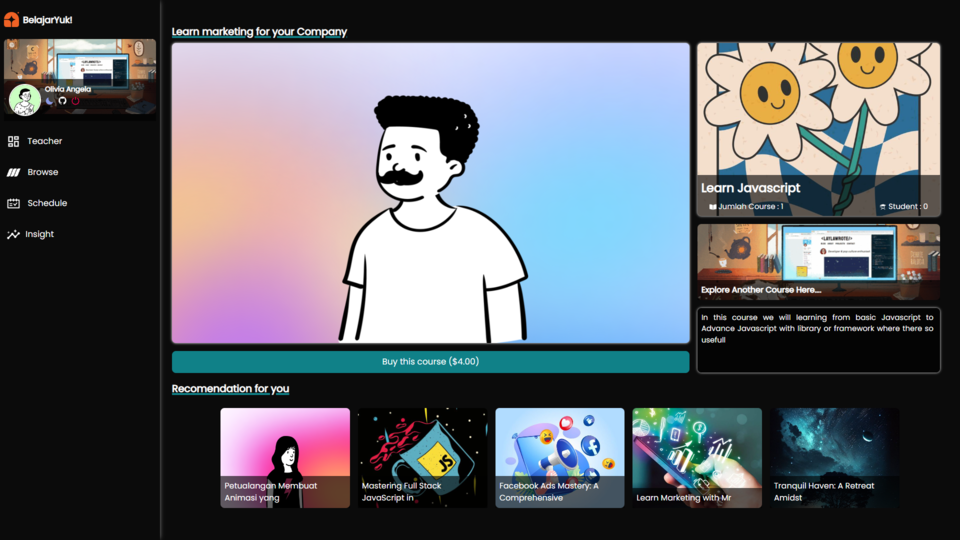 BelajarYuk!
Olivia Angela
Teacher
Browse
Schedule
Insight
Learn marketing for your Company
Buy this course ($4.00)
Learn Javascript
Jumlah Course : 1
Student : 0
Explore Another Course Here....
In this course we will learning from basic Javascript to
Advance Javascript with library or framework where there so
usefull
Recomendation for you
Petualangan Membuat
Animasi yang
JS
Mastering Full Stack
JavaScript in
Facebook Ads Mastery: A
Comprehensive
Learn Marketing with Mr
Tranquil Haven: A Retreat
Amidst